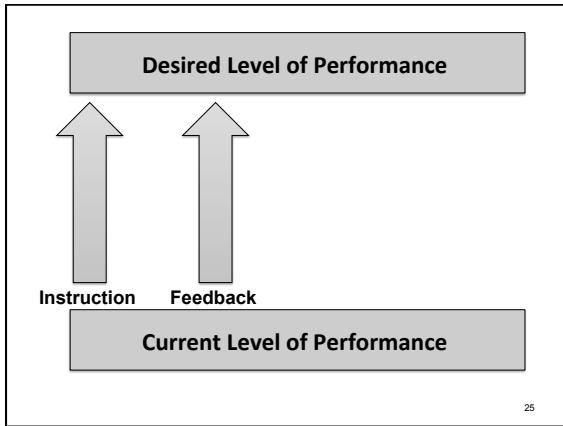 Desired Level of Performance
Instruction Feedback
Current Level of Performance
25